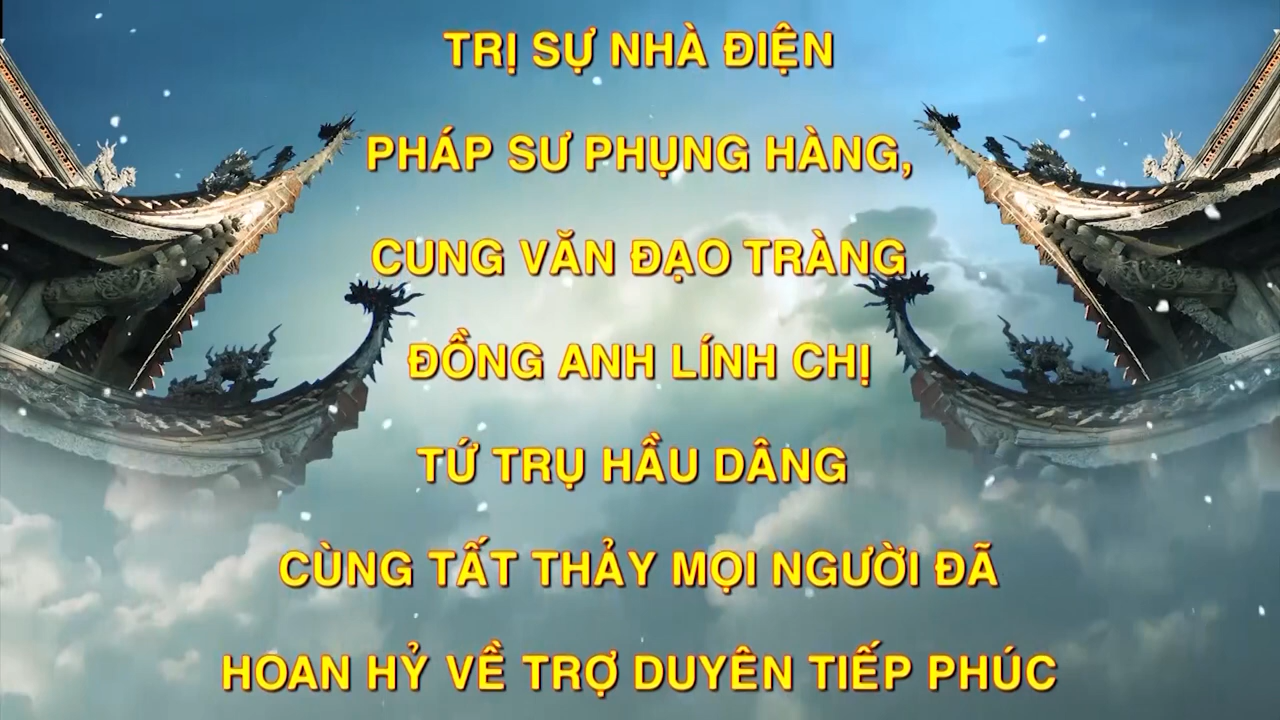 TRỊ SỰ NHÀ ĐIỆN
PHÁP SƯ PHỤNG HÀNG,
CUNG VĂN ĐẠO TRÀNG
ĐỒNG ANH LÍNH CHỊ
TỨ TRỤ HẦU DÂNG
CÙNG TẤT THẢY MỌI NGƯỜI ĐÃ
HOAN HỶ VỀ TRỢ DUYÊN TIẾP PHÚC